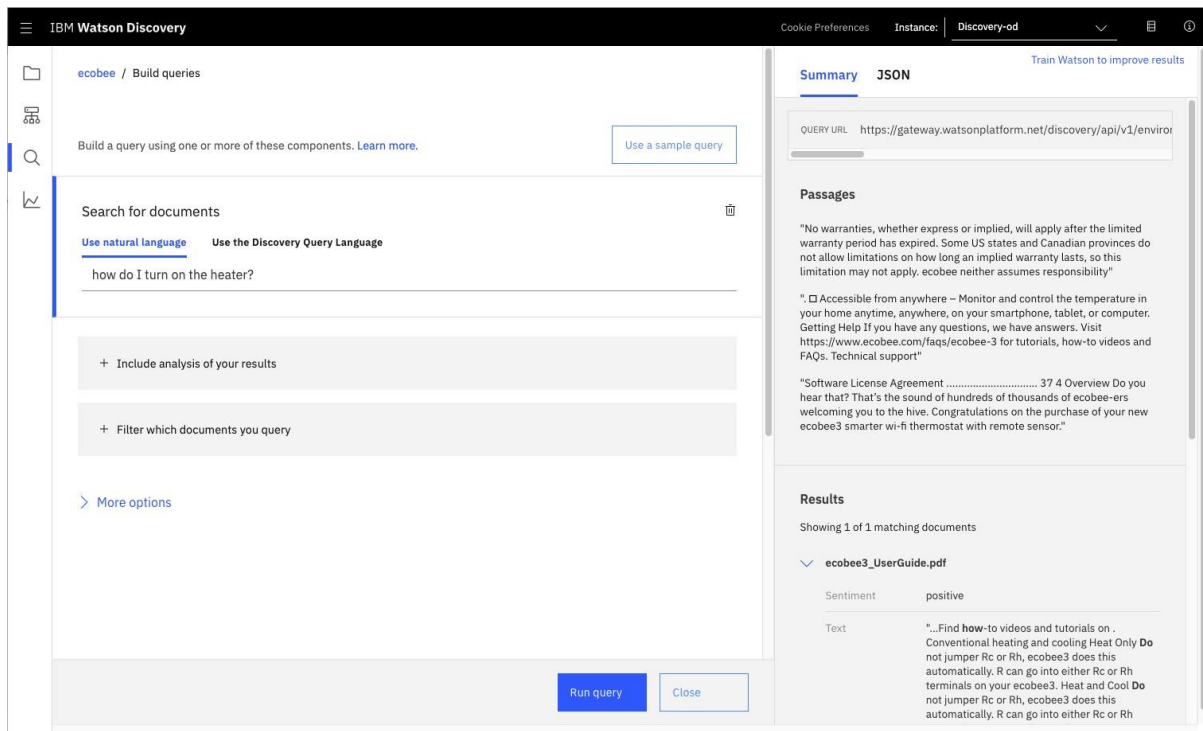 IBM Watson Discovery
Cookie Preferences
Instance:
Discovery-od
ecobee / Build queries
Build a query using one or more of these components. Learn more.
Use a sample query
Search for documents
Use natural language
Use the Discovery Query Language
how do I turn on the heater?
+ Include analysis of your results
+ Filter which documents you query
More options
Run query
Close
Train Watson to improve results
Summary
JSON
QUERY URL https://gateway.watsonplatform.net/discovery/api/v1/enviror
Passages
"No warranties, whether express or implied, will apply after the limited
warranty period has expired. Some US states and Canadian provinces do
not allow limitations on how long an implied warranty lasts, so this
limitation may not apply. ecobee neither assumes responsibility"
". □ Accessible from anywhere – Monitor and control the temperature in
your home anytime, anywhere, on your smartphone, tablet, or computer.
Getting Help If you have any questions, we have answers. Visit
https://www.ecobee.com/faqs/ecobee-3 for tutorials, how-to videos and
FAQs. Technical support"
"Software License Agreement .............................. 37 4 Overview Do you
hear that? That's the sound of hundreds of thousands of ecobee-ers
welcoming you to the hive. Congratulations on the purchase of your new
ecobee3 smarter wi-fi thermostat with remote sensor."
Results
Showing 1 of 1 matching documents
ecobee3_UserGuide.pdf
Sentiment positive
Text "...Find how-to videos and tutorials on .
Conventional heating and cooling Heat Only Do
not jumper Rc or Rh, ecobee3 does this
automatically. R can go into either Rc or Rh
terminals on your ecobee3. Heat and Cool Do
not jumper Rc or Rh, ecobee3 does this
automatically. R can go into either Rc or Rh